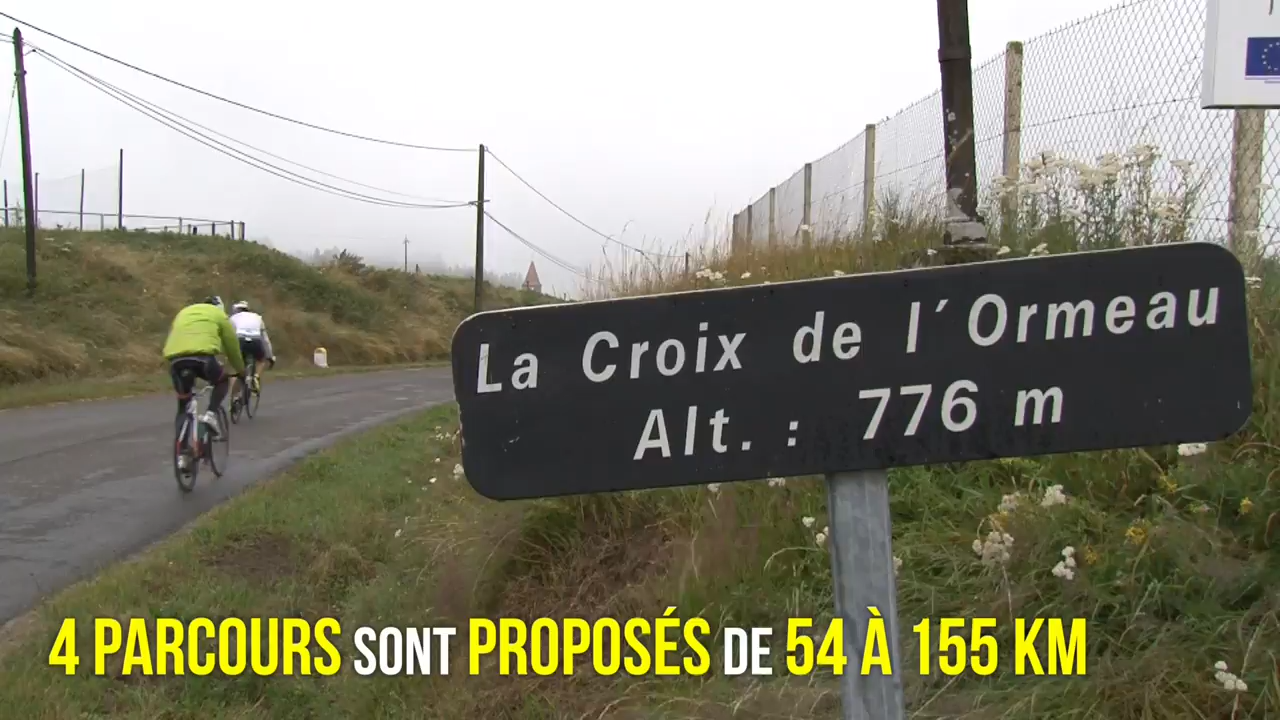 La Croix de l'Ormeau
Alt. : 776 m
4 PARCOURS SONT PROPOSÉS DE 54 À 155 KM